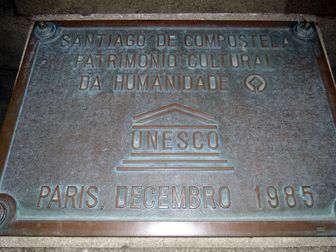 SANTIAGO DE COMPOSTELA
PATRIMONIO CULTURAL
DA HUMANIDADE
UNESCO
PARIS, DECEMBRO 1985